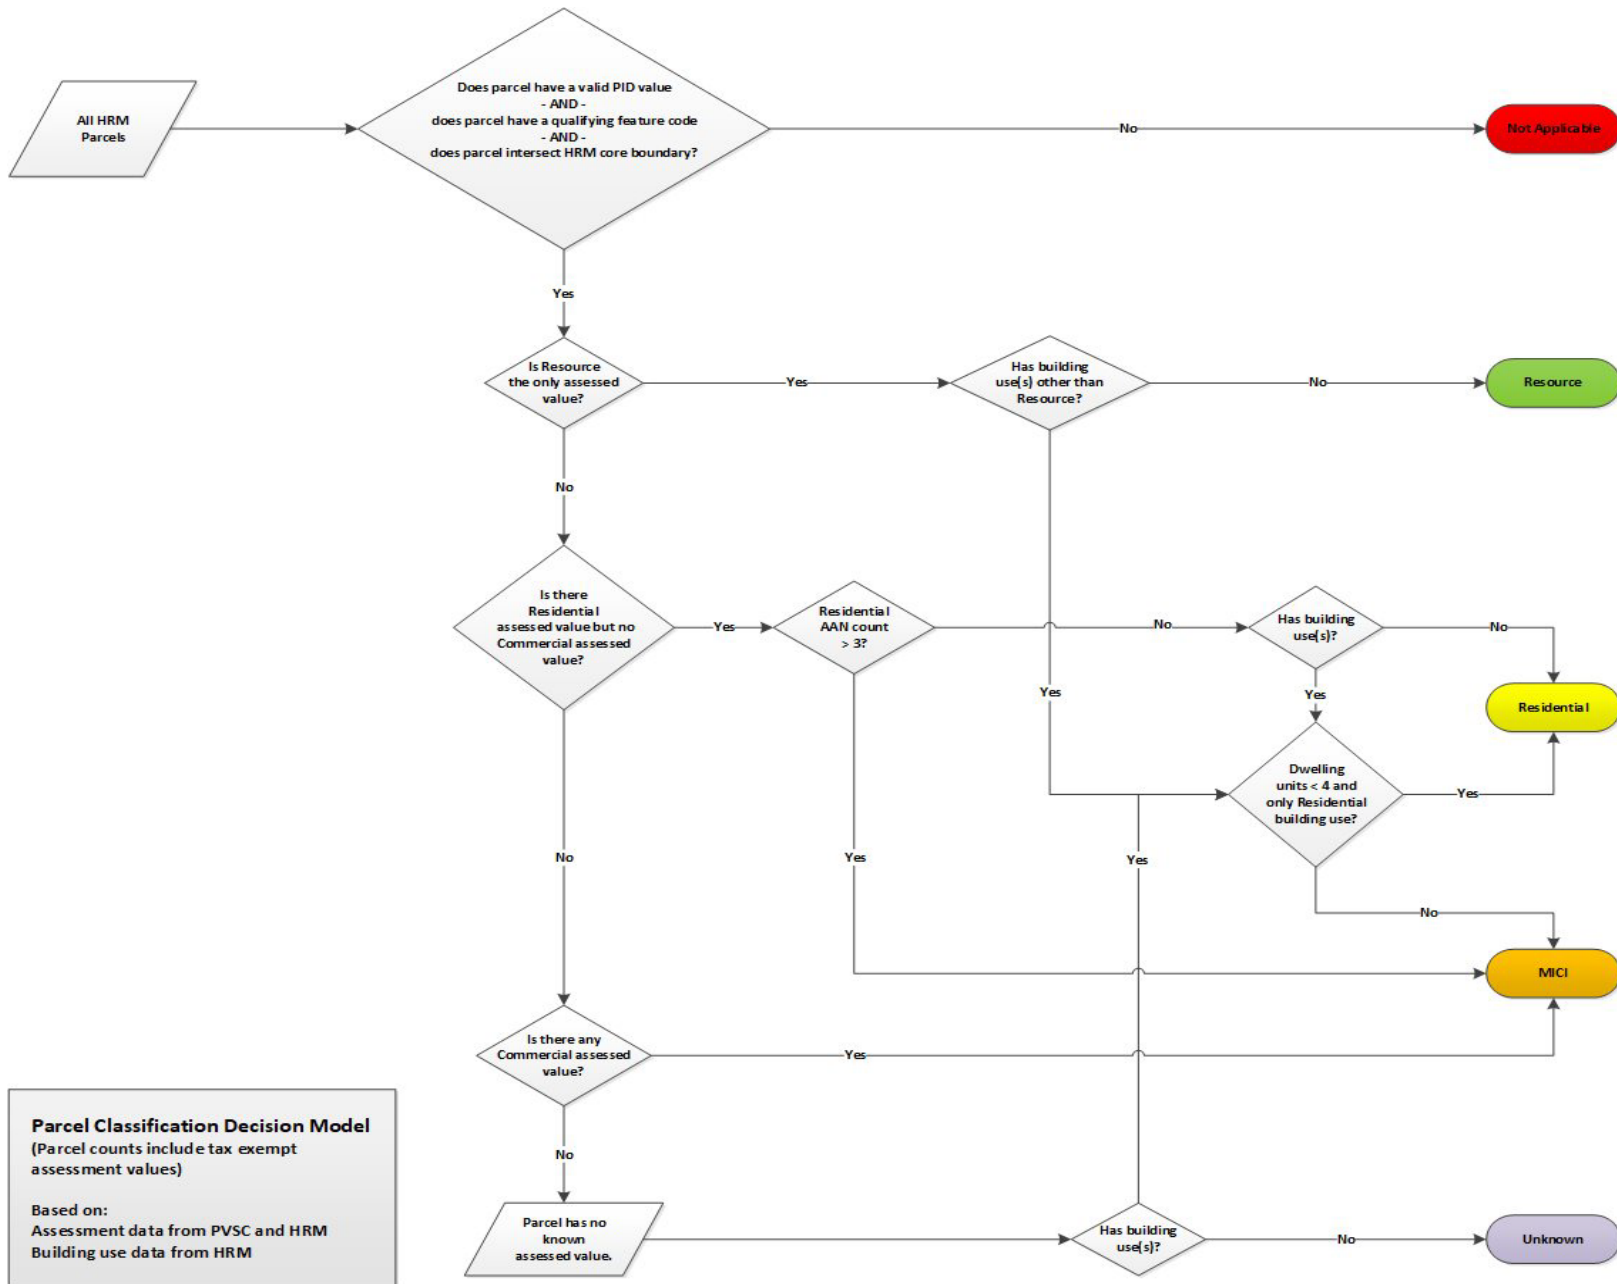 Does parcel have a valid PID value
- AND -
does parcel have a qualifying feature code
- AND -
does parcel intersect HRM core boundary?
All HRM
Parcels
No
Not Applicable
Yes
Is Resource
the only assessed
value?
Yes
Has building
use(s) other than
Resource?
No
Resource
No
Is there
Residential
assessed value but no
Commercial assessed
value?
Yes
Residential
AAN count
> 3?
No
Has building
use(s)?
No
Yes
Yes
Residential
Dwelling
units < 4 and
only Residential
building use?
Yes
No
Yes
Yes
No
MICI
Is there any
Commercial assessed
value?
Yes
No
Parcel Classification Decision Model
(Parcel counts include tax exempt
assessment values)
Based on:
Assessment data from PVSC and HRM
Building use data from HRM
Parcel has no
known
assessed value.
Has building
use(s)?
No
Unknown